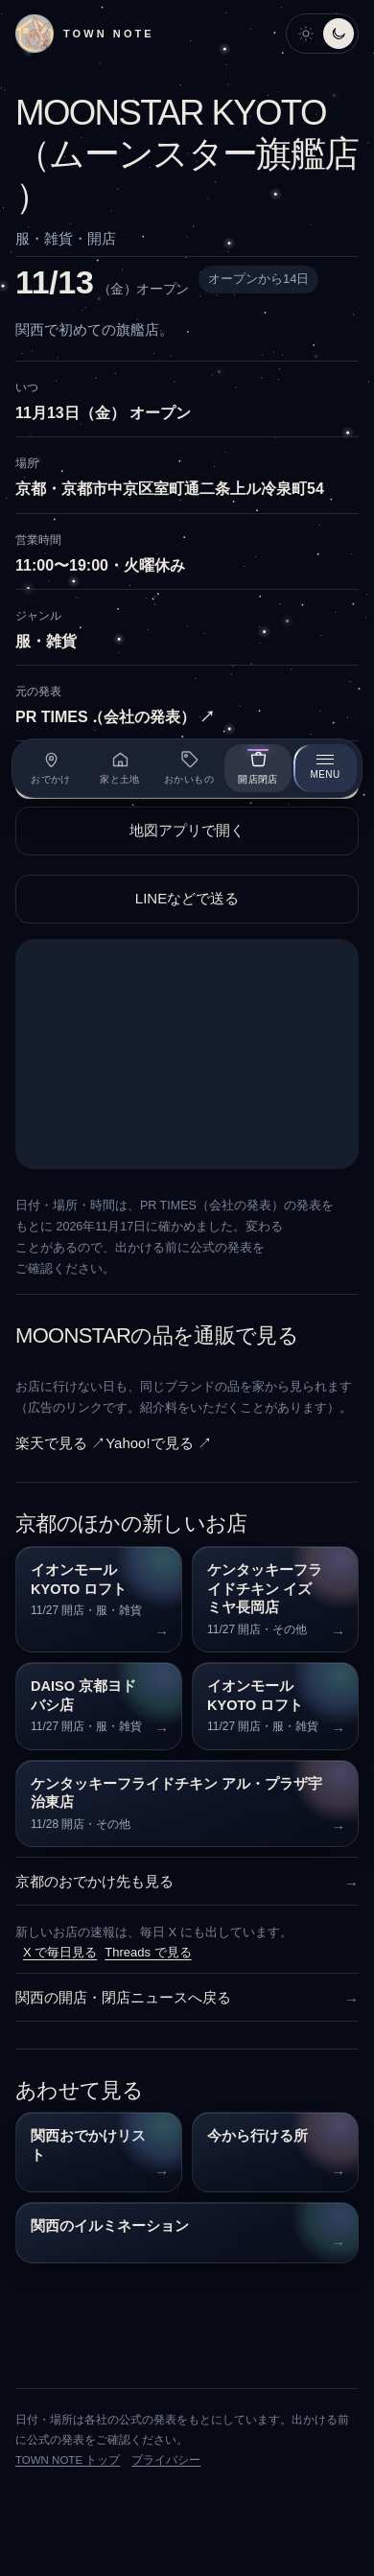 TOWN NOTE
MOONSTAR KYOTO
（ムーンスター旗艦店
）
服・雑貨・開店
11/13 （金）オープン オープンから14日
関西で初めての旗艦店。
いつ
11月13日（金） オープン
場所
京都・京都市中京区室町通二条上ル冷泉町54
営業時間
11:00〜19:00・火曜休み
ジャンル
服・雑貨
元の発表
PR TIMES（会社の発表） ↗
おでかけ 家と土地 おかいもの 開店閉店 MENU
地図アプリで開く
LINEなどで送る
日付・場所・時間は、PR TIMES（会社の発表）の発表を
もとに 2026年11月17日に確かめました。変わる
ことがあるので、出かける前に公式の発表を
ご確認ください。
MOONSTARの品を通販で見る
お店に行けない日も、同じブランドの品を家から見られます
（広告のリンクです。紹介料をいただくことがあります）。
楽天で見る ↗Yahoo!で見る ↗
京都のほかの新しいお店
イオンモール
KYOTO ロフト
11/27 開店・服・雑貨
→
ケンタッキーフラ
イドチキン イズ
ミヤ長岡店
11/27 開店・その他
→
DAISO 京都ヨド
バシ店
11/27 開店・服・雑貨
→
イオンモール
KYOTO ロフト
11/27 開店・服・雑貨
→
ケンタッキーフライドチキン アル・プラザ宇
治東店
11/28 開店・その他
→
京都のおでかけ先も見る →
新しいお店の速報は、毎日 X にも出しています。
X で毎日見る Threads で見る
関西の開店・閉店ニュースへ戻る →
あわせて見る
関西おでかけリス
ト
→
今から行ける所
→
関西のイルミネーション
→
日付・場所は各社の公式の発表をもとにしています。出かける前
に公式の発表をご確認ください。
TOWN NOTE トップ プライバシー